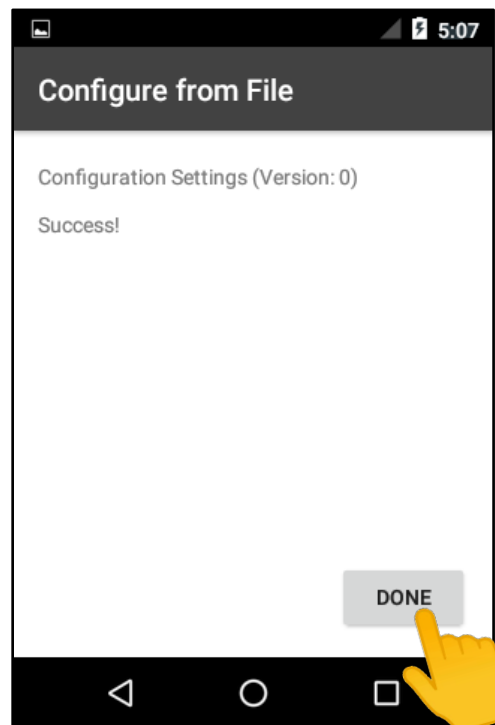 5:07
Configure from File
Configuration Settings (Version: 0)
Success!
DONE